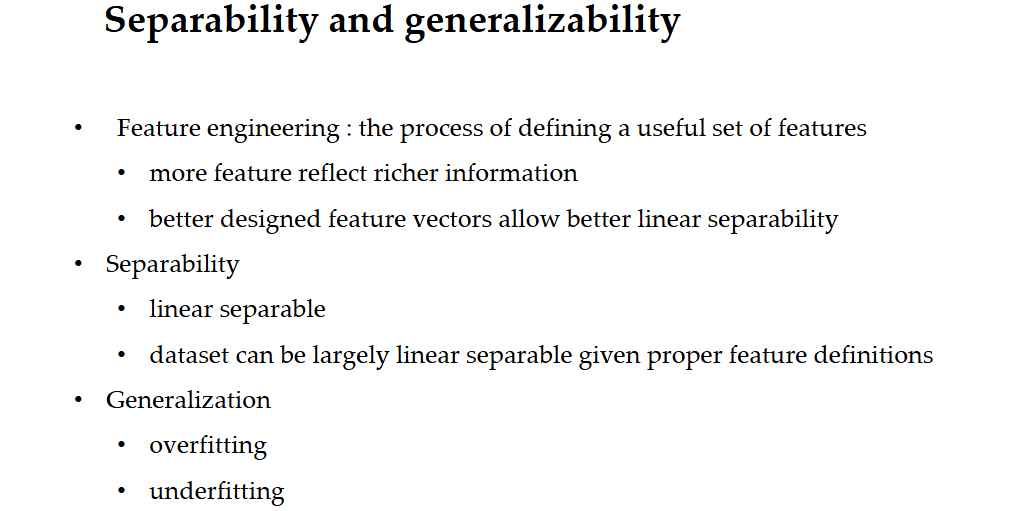 Separability and generalizability
• Feature engineering : the process of defining a useful set of features
• more feature reflect richer information
• better designed feature vectors allow better linear separability
• Separability
• linear separable
• dataset can be largely linear separable given proper feature definitions
• Generalization
• overfitting
• underfitting